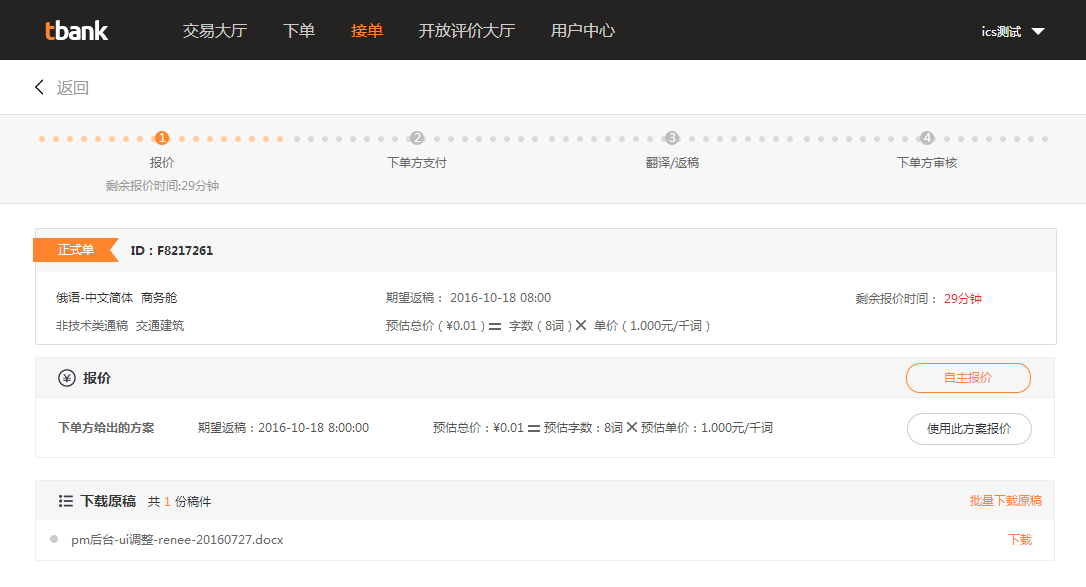 tbank 交易大厅 下单 接单 开放评价大厅 用户中心 ics测试
返回
1 2 3 4
报价 下单方支付 翻译/返稿 下单方审核
剩余报价时间:29分钟
正式单 ID：F8217261
俄语-中文简体 商务舱 期望返稿： 2016-10-18 08:00 剩余报价时间： 29分钟
非技术类通稿 交通建筑 预估总价（¥0.01）= 字数（8词）× 单价（1.000元/千词）
¥ 报价 自主报价
下单方给出的方案 期望返稿：2016-10-18 8:00:00 预估总价：¥0.01 = 预估字数：8词 × 预估单价：1.000元/千词 使用此方案报价
下载原稿 共 1 份稿件 批量下载原稿
pm后台-ui调整-renee-20160727.docx 下载